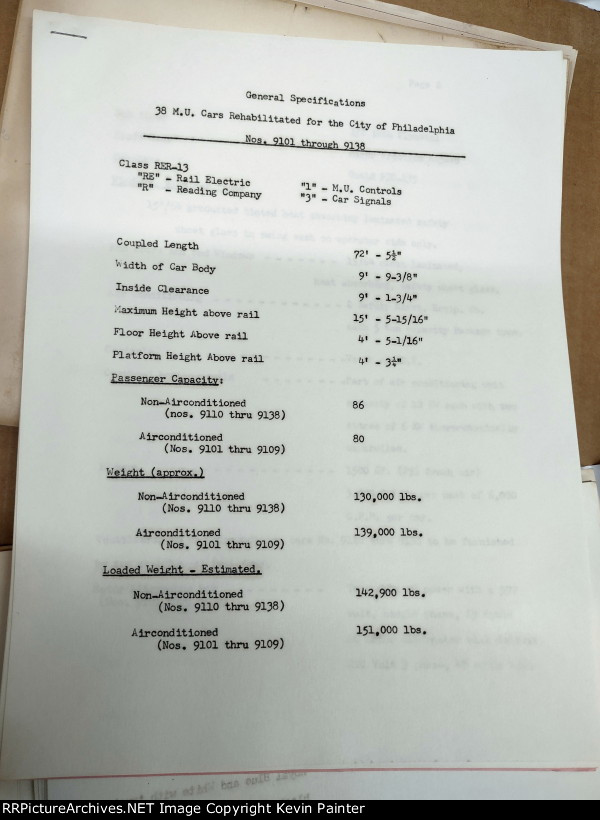 General Specifications
38 M.U. Cars Rehabilitated for the City of Philadelphia
Nos. 9101 through 9138
Class RER-13
"RE" - Rail Electric "1" - M.U. Controls
"R" - Reading Company "3" - Car Signals
Coupled Length 72' - 5½"
Width of Car Body 9' - 9-3/8"
Inside Clearance 9' - 1-3/4"
Maximum Height above rail 15' - 5-15/16"
Floor Height Above rail 4' - 5-1/16"
Platform Height Above rail 4' - 3¼"
Passenger Capacity:
Non-Airconditioned 86
(nos. 9110 thru 9138)
Airconditioned 80
(Nos. 9101 thru 9109)
Weight (approx.)
Non-Airconditioned 130,000 lbs.
(Nos. 9110 thru 9138)
Airconditioned 139,000 lbs.
(Nos. 9101 thru 9109)
Loaded Weight - Estimated.
Non-Airconditioned 142,900 lbs.
(Nos. 9110 thru 9138)
Airconditioned 151,000 lbs.
(Nos. 9101 thru 9109)
RRPictureArchives.NET Image Copyright Kevin Painter